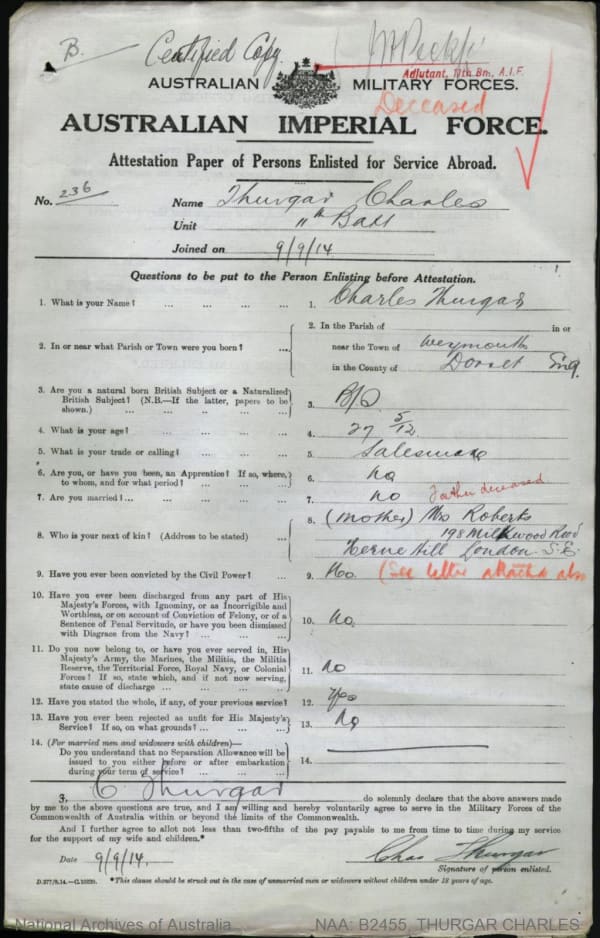 B. Certified Copy.
Adjutant, 11th Bn, A.I.F.
AUSTRALIAN MILITARY FORCES.
Deceased
AUSTRALIAN IMPERIAL FORCE.
Attestation Paper of Persons Enlisted for Service Abroad.
No. 236 Name Thurgar Charles
Unit 11th Batt
Joined on 9/9/14
Questions to be put to the Person Enlisting before Attestation.
1. What is your Name? ... ... ... 1. Charles Thurgar
2. In or near what Parish or Town were you born? ... 2. In the Parish of in or
near the Town of Weymouth
in the County of Dorset Eng.
3. Are you a natural born British Subject or a Naturalized
British Subject? (N.B.—If the latter, papers to be
shown.) ... ... ... ... 3. B/S
4. What is your age? ... ... ... ... 4. 27 5/12
5. What is your trade or calling? ... ... ... 5. Salesman
6. Are you, or have you been, an Apprentice? If so, where,
to whom, and for what period? ... ... ... 6. no
7. Are you married?... ... ... ... 7. no Father deceased
8. Who is your next of kin? (Address to be stated) ... 8. (mother) Mrs Roberts
198 Milkwood Road
Herne Hill London S.E.
9. Have you ever been convicted by the Civil Power? ... 9. No. (See letter attached also
10. Have you ever been discharged from any part of His
Majesty's Forces, with Ignominy, or as Incorrigible and
Worthless, or on account of Conviction of Felony, or of a
Sentence of Penal Servitude, or have you been dismissed
with Disgrace from the Navy? ... ... ... 10. No.
11. Do you now belong to, or have you ever served in, His
Majesty's Army, the Marines, the Militia, the Militia
Reserve, the Territorial Force, Royal Navy, or Colonial
Forces? If so, state which, and if not now serving,
state cause of discharge ... ... ... ... 11. no
12. Have you stated the whole, if any, of your previous service? 12. Yes
13. Have you ever been rejected as unfit for His Majesty's
Service? If so, on what grounds? ... ... ... 13. No
14. (For married men and widowers with children)—
Do you understand that no Separation Allowance will be
issued to you either before or after embarkation
during your term of service? ... ... ... 14.
I, C Thurgar do solemnly declare that the above answers made
by me to the above questions are true, and I am willing and hereby voluntarily agree to serve in the Military Forces of the
Commonwealth of Australia within or beyond the limits of the Commonwealth.
And I further agree to allot not less than two-fifths of the pay payable to me from time to time during my service
for the support of my wife and children.*
Date 9/9/14. Chas Thurgar
Signature of person enlisted.
D.277/9.14.—C.10220. *This clause should be struck out in the case of unmarried men or widowers without children under 18 years of age.
National Archives of Australia NAA: B2455, THURGAR CHARLES